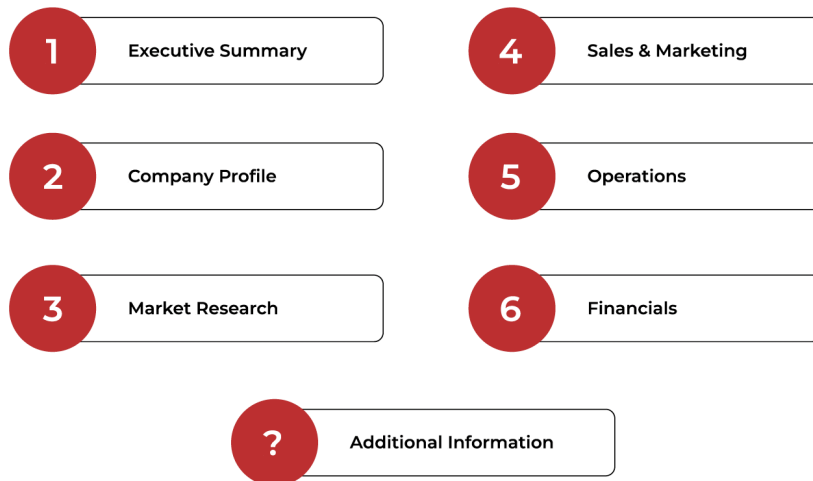 1 Executive Summary
2 Company Profile
3 Market Research
4 Sales & Marketing
5 Operations
6 Financials
? Additional Information